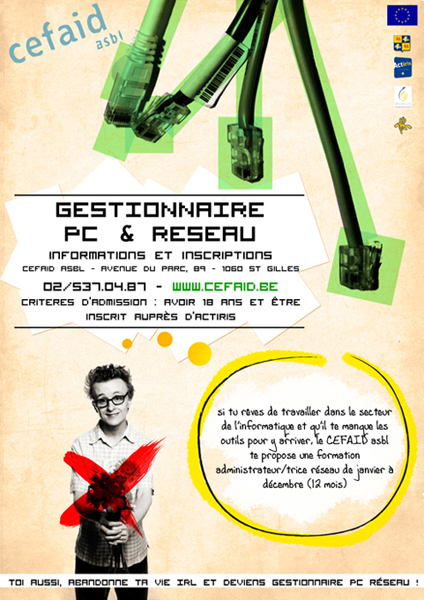 cefaid
asbl
Actiris
GESTIONNAIRE
PC & RESEAU
INFORMATIONS ET INSCRIPTIONS
CEFAID ASBL - AVENUE DU PARC, 89 - 1060 ST GILLES
02/537.04.87 - WWW.CEFAID.BE
CRITERES D'ADMISSION : AVOIR 18 ANS ET ÊTRE
INSCRIT AUPRÈS D'ACTIRIS
si tu rêves de travailler dans le secteur
de l'informatique et qu'il te manque les
outils pour y arriver, le CEFAID asbl
te propose une formation
administrateur/trice réseau de janvier à
décembre (12 mois)
TOI AUSSI, ABANDONNE TA VIE IRL ET DEVIENS GESTIONNAIRE PC RÉSEAU !